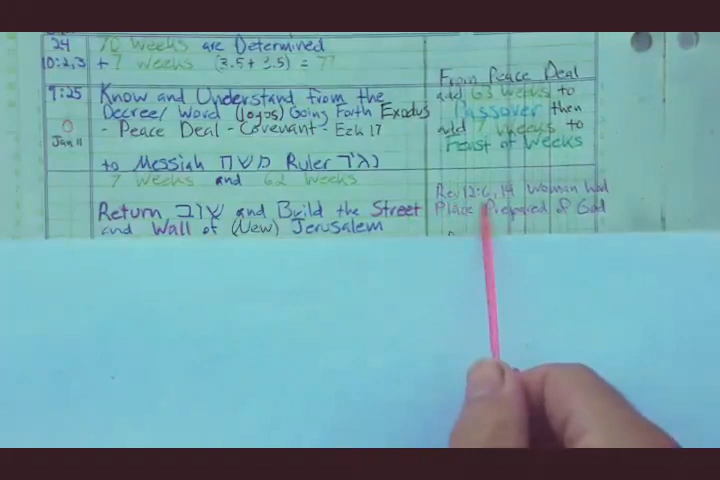 24 70 Weeks are Determined
10:2,3 + 7 weeks (3.5 + 3.5) = 77
9:25 Know and Understand from the
Decree/Word (logos) Going Forth Exodus
- Peace Deal - Covenant - Ezk 17
0
Jan 11
to Messiah משח Ruler נגיד
7 weeks and 62 weeks
Return שוב and Build the Street
and Wall of (New) Jerusalem
From Peace Deal
add 63 weeks to
Passover then
add 7 weeks to
Feast of Weeks
Rev 12:6, 14 Woman had
Place Prepared of God